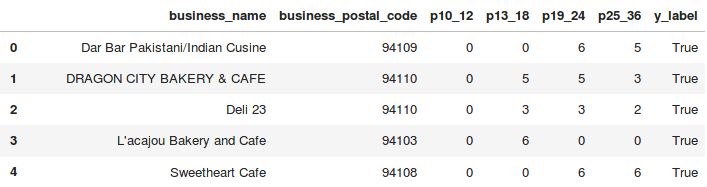 business_name business_postal_code p10_12 p13_18 p19_24 p25_36 y_label
0 Dar Bar Pakistani/Indian Cusine 94109 0 0 6 5 True
1 DRAGON CITY BAKERY & CAFE 94110 0 5 5 3 True
2 Deli 23 94110 0 3 3 2 True
3 L'acajou Bakery and Cafe 94103 0 6 0 0 True
4 Sweetheart Cafe 94108 0 0 6 6 True